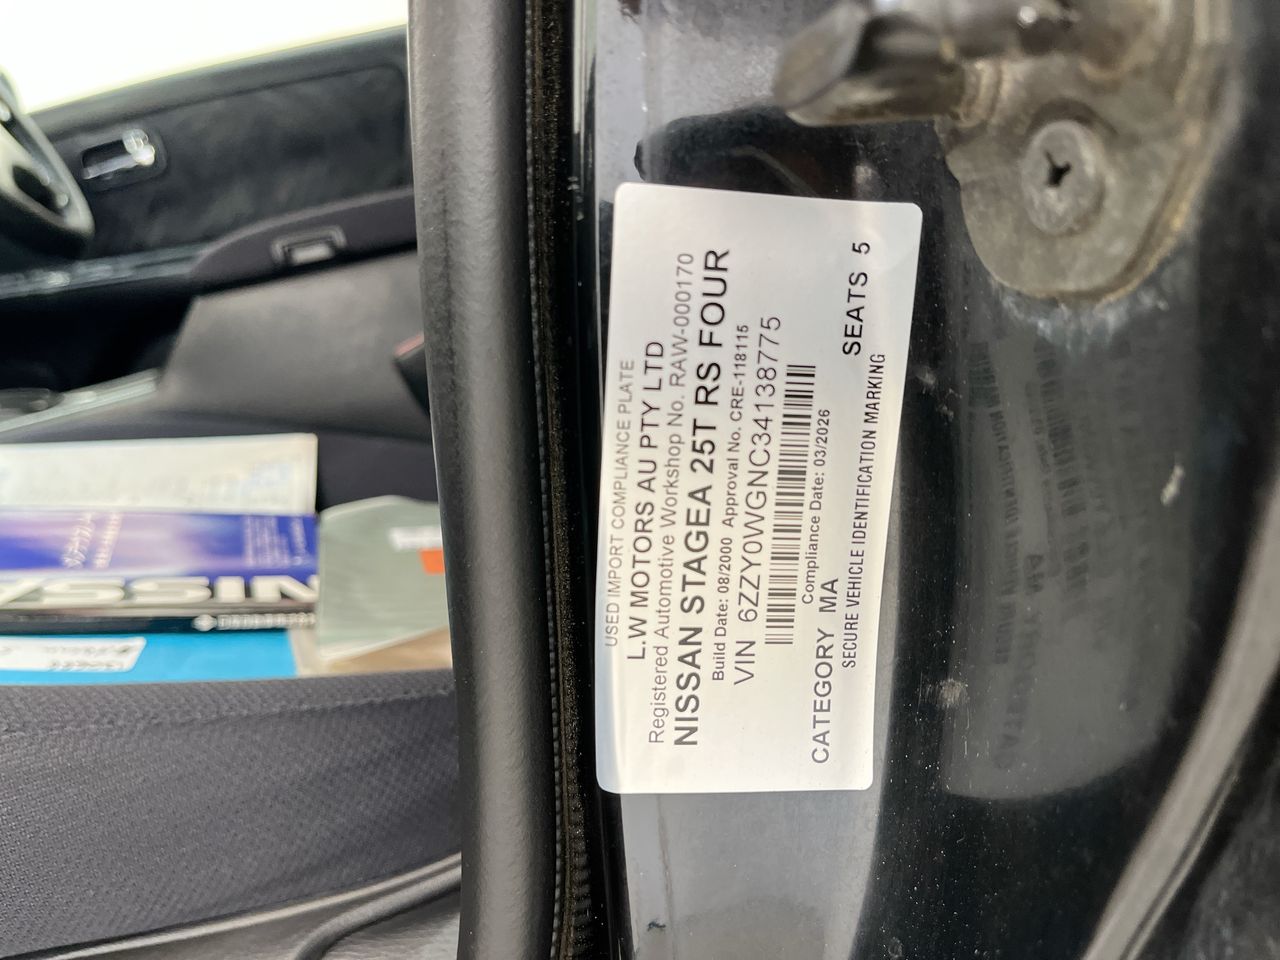 USED IMPORT COMPLIANCE PLATE
L.W MOTORS AU PTY LTD
Registered Automotive Workshop No. RAW-000170
NISSAN STAGEA 25T RS FOUR
Build Date: 08/2000 Approval No. CRE-118115
VIN 6ZZY0WGNC34138775
Compliance Date: 03/2026
CATEGORY MA SEATS 5
SECURE VEHICLE IDENTIFICATION MARKING
NISSA